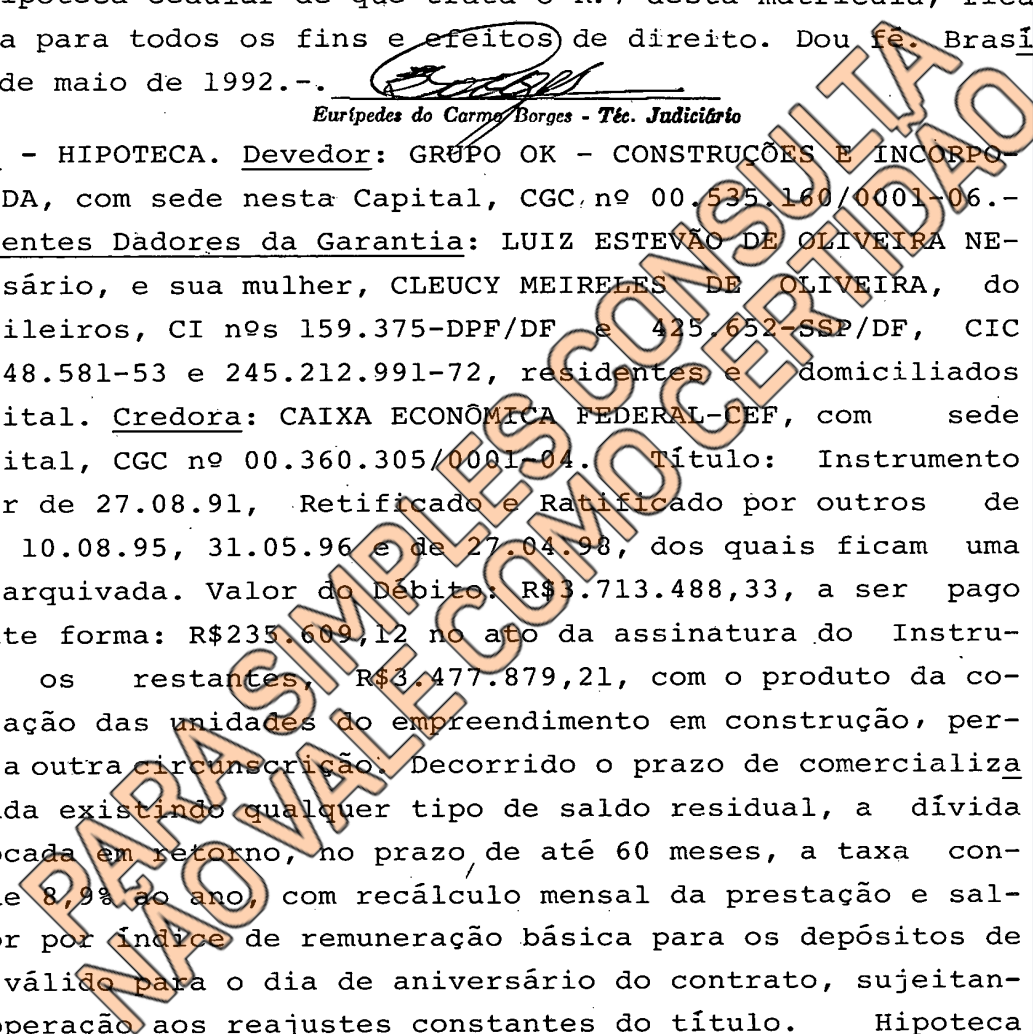 ipoteca cedular de que trata o R.7 desta matrícula, fica
a para todos os fins e efeitos de direito. Dou fê. Brasí
de maio de 1992.-.
Eurípedes do Carmo Borges - Téc. Judiciário
- HIPOTECA. Devedor: GRUPO OK - CONSTRUÇÕES E INCORPO-
DA, com sede nesta Capital, CGC nº 00.535.160/0001-06.-
entes Dadores da Garantia: LUIZ ESTEVÃO DE OLIVEIRA NE-
sário, e sua mulher, CLEUCY MEIRELES DE OLIVEIRA, do
ileiros, CI nºs 159.375-DPF/DF e 425.652-SSP/DF, CIC
48.581-53 e 245.212.991-72, residentes e domiciliados
ital. Credora: CAIXA ECONÔMICA FEDERAL-CEF, com sede
ital, CGC nº 00.360.305/0001-04. Título: Instrumento
r de 27.08.91, Retificado e Ratificado por outros de
10.08.95, 31.05.96 e de 27.04.98, dos quais ficam uma
arquivada. Valor do Débito: R$3.713.488,33, a ser pago
te forma: R$235.609,12 no ato da assinatura do Instru-
os restantes, R$3.477.879,21, com o produto da co-
ação das unidades do empreendimento em construção, per-
a outra circunscrição. Decorrido o prazo de comercializa
da existindo qualquer tipo de saldo residual, a dívida
ocada em retorno, no prazo de até 60 meses, a taxa con-
e 8,9% ao ano, com recálculo mensal da prestação e sal-
or por índice de remuneração básica para os depósitos de
válido para o dia de aniversário do contrato, sujeitan-
operação aos reajustes constantes do título. Hipoteca
PARA SIMPLES CONSULTA
NÃO VALE COMO CERTIDÃO